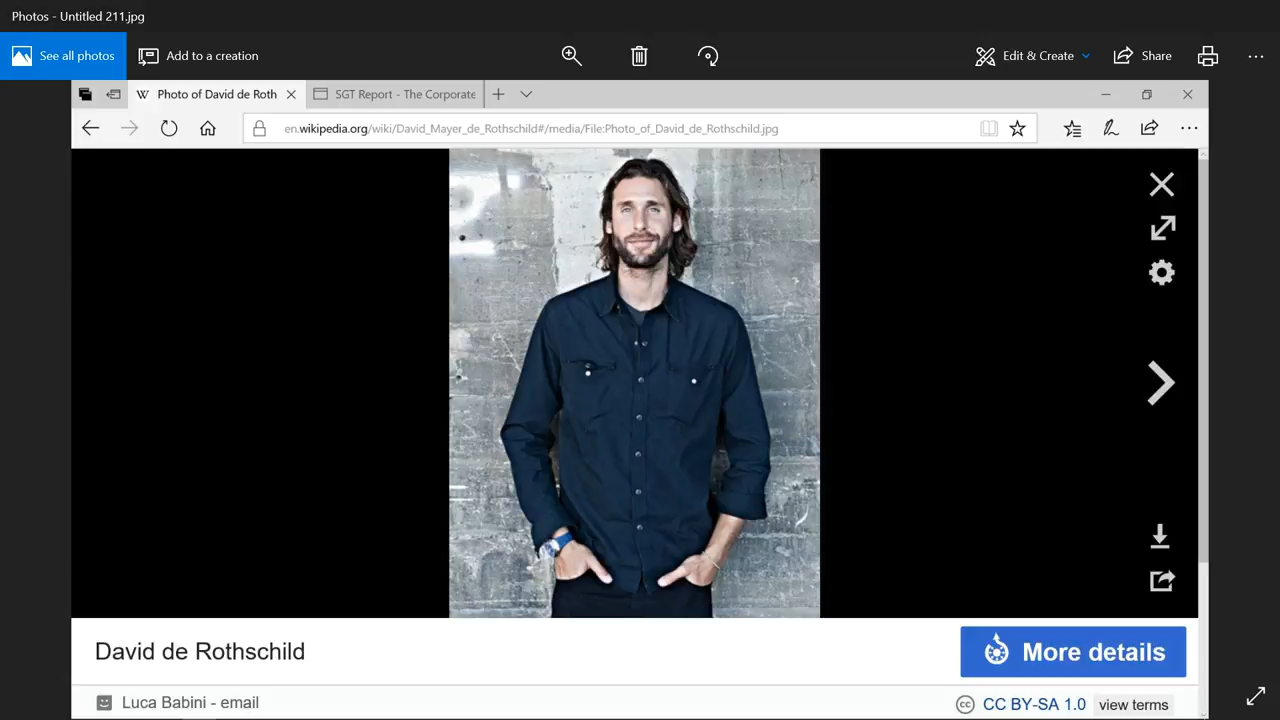 Photos - Untitled 211.jpg
See all photos
Add to a creation
Edit & Create
Share
Photo of David de Roth
SGT Report - The Corporate
en.wikipedia.org/wiki/David_Mayer_de_Rothschild#/media/File:Photo_of_David_de_Rothschild.jpg
David de Rothschild
More details
Luca Babini - email
cc CC BY-SA 1.0 view terms